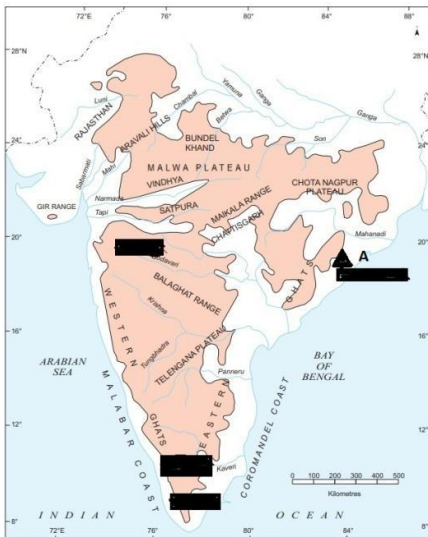 72°E 76° 80° 84° 88°E
28°N
28°
RAJASTHAN
Luni
ARAVALI HILLS
Chambal
Yamuna
Ganga
Betwa
Ganga
24°
24°
BUNDEL
KHAND
Son
Sabarmati
Mahi
MALWA PLATEAU
VINDHYA
CHOTA NAGPUR
PLATEAU
GIR RANGE
Narmada
Tapi
SATPURA
MAIKALA RANGE
CHATTISGARH
Mahanadi
20°
20°
A
GHATS
BALAGHAT RANGE
WESTERN
Krishna
16°
16°
ARABIAN
SEA
Tungbhadra
TELENGANA PLATEAU
BAY
OF
BENGAL
Panneru
MALABAR COAST
GHATS
EASTERN
COROMANDEL COAST
12°
12°
Kaveri
0 100 200 300 400 500
Kilometres
8°
8°
INDIAN OCEAN
72°E 76° 80° 84°